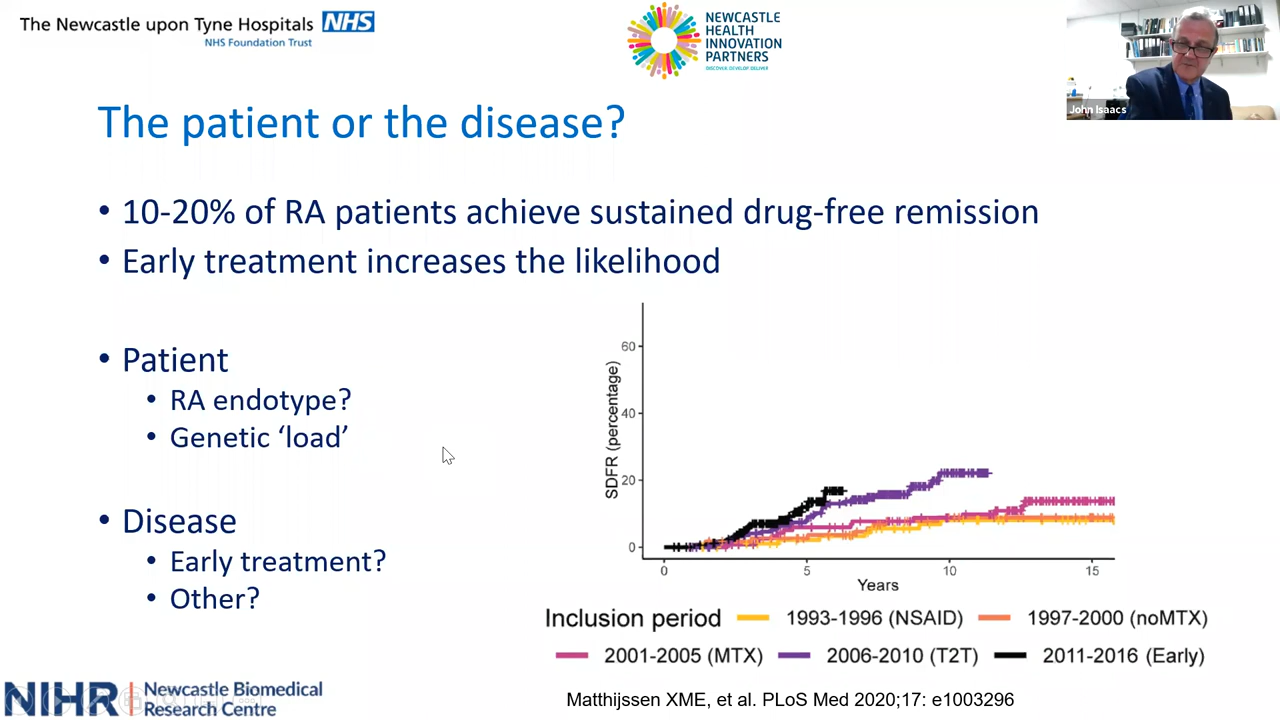 The Newcastle upon Tyne Hospitals NHS
NHS Foundation Trust
NEWCASTLE
HEALTH
INNOVATION
PARTNERS
DISCOVER.DEVELOP.DELIVER
John Isaacs
The patient or the disease?
• 10-20% of RA patients achieve sustained drug-free remission
• Early treatment increases the likelihood
• Patient
• RA endotype?
• Genetic ‘load’
• Disease
• Early treatment?
• Other?
SDFR (percentage)
60
40
20
0
0 5 10 15
Years
Inclusion period 1993-1996 (NSAID) 1997-2000 (noMTX)
2001-2005 (MTX) 2006-2010 (T2T) 2011-2016 (Early)
Matthijssen XME, et al. PLoS Med 2020;17: e1003296
NIHR | Newcastle Biomedical
Research Centre